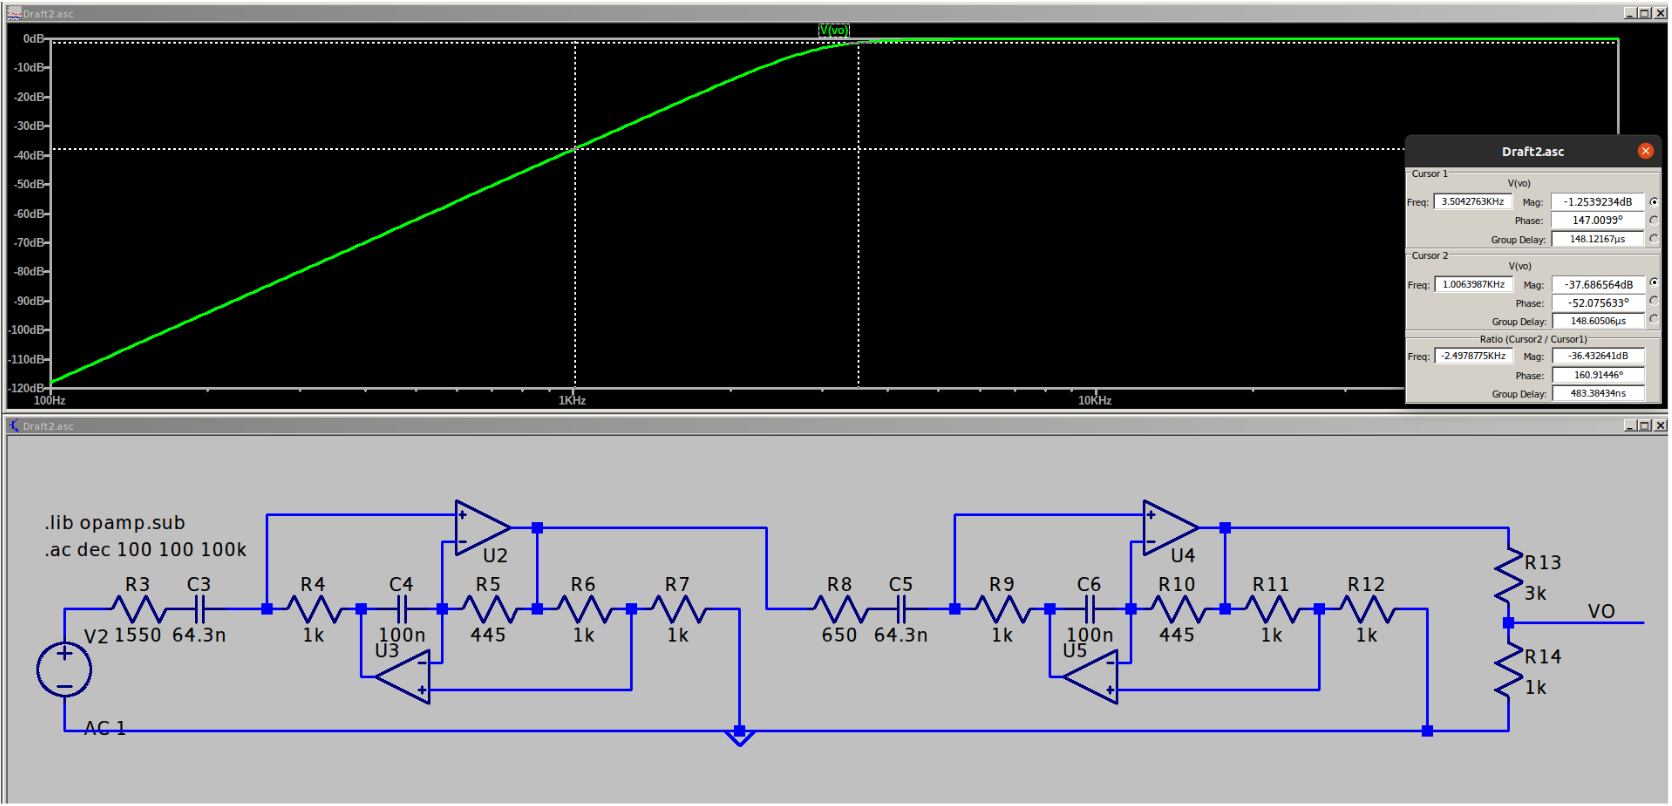 Draft2.asc
V(vo)
0dB
-10dB
-20dB
-30dB
-40dB
-50dB
-60dB
-70dB
-80dB
-90dB
-100dB
-110dB
-120dB
100Hz 1KHz 10KHz
Draft2.asc
Cursor 1
V(vo)
Freq: 3.5042763KHz Mag: -1.2539234dB
Phase: 147.0099°
Group Delay: 148.12167µs
Cursor 2
V(vo)
Freq: 1.0063987KHz Mag: -37.686564dB
Phase: -52.075633°
Group Delay: 148.60506µs
Ratio (Cursor2 / Cursor1)
Freq: -2.4978775KHz Mag: -36.432641dB
Phase: 160.91446°
Group Delay: 483.38434ns
Draft2.asc
.lib opamp.sub
.ac dec 100 100 100k
U2 U4
R3 C3 R4 C4 R5 R6 R7 R8 C5 R9 C6 R10 R11 R12
V2 1550 64.3n 1k 100n 445 1k 1k 650 64.3n 1k 100n 445 1k 1k
U3 U5
AC 1
R13
3k
VO
R14
1k